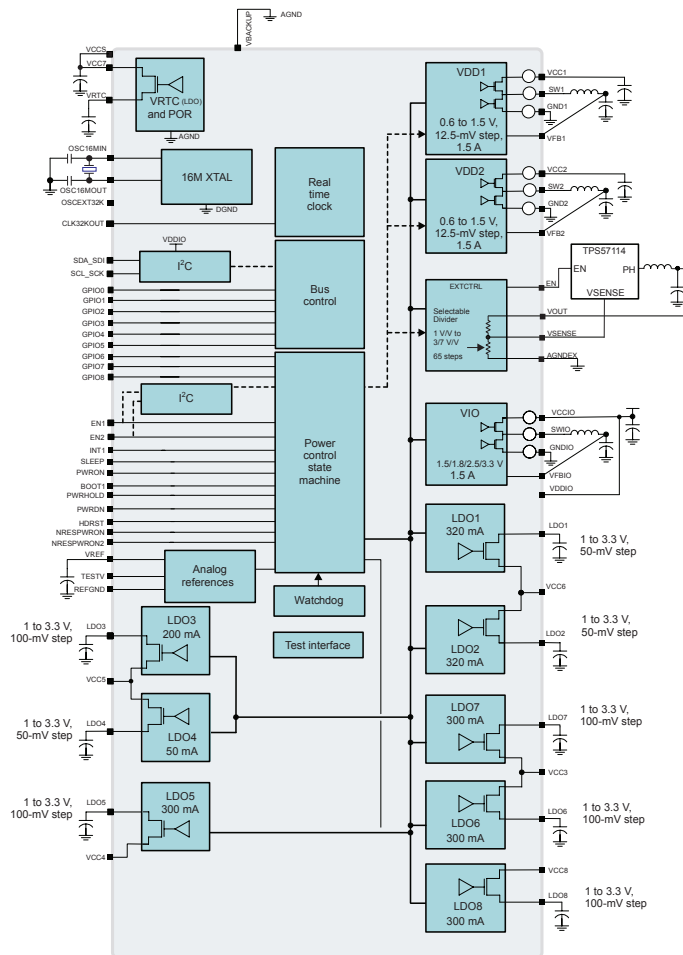 VBACKUP
AGND
VCCS
VCC7
VRTC
VRTC (LDO)
and POR
AGND
OSC16MIN
OSC16MOUT
OSCEXT32K
CLK32KOUT
16M XTAL
DGND
Real
time
clock
VDDIO
SDA_SDI
SCL_SCK
I²C
Bus
control
GPIO0
GPIO1
GPIO2
GPIO3
GPIO4
GPIO5
GPIO6
GPIO7
GPIO8
I²C
EN1
EN2
INT1
SLEEP
PWRON
BOOT1
PWRHOLD
PWRDN
HDRST
NRESPWRON
NRESPWRON2
VREF
TESTV
REFGND
Power
control
state
machine
Analog
references
Watchdog
Test interface
VDD1
0.6 to 1.5 V,
12.5-mV step,
1.5 A
VCC1
SW1
GND1
VFB1
VDD2
0.6 to 1.5 V,
12.5-mV step,
1.5 A
VCC2
SW2
GND2
VFB2
EXTCTRL
Selectable
Divider
1 V/V to
3/7 V/V
65 steps
EN
VOUT
VSENSE
AGNDEX
TPS57114
EN
PH
VSENSE
VIO
1.5/1.8/2.5/3.3 V
1.5 A
VCCIO
SWIO
GNDIO
VFBIO
VDDIO
LDO1
320 mA
LDO1
1 to 3.3 V,
50-mV step
VCC6
LDO2
320 mA
LDO2
1 to 3.3 V,
50-mV step
LDO3
200 mA
LDO3
1 to 3.3 V,
100-mV step
VCC5
LDO4
50 mA
LDO4
1 to 3.3 V,
50-mV step
LDO5
300 mA
LDO5
1 to 3.3 V,
100-mV step
VCC4
LDO7
300 mA
LDO7
1 to 3.3 V,
100-mV step
VCC3
LDO6
300 mA
LDO6
1 to 3.3 V,
100-mV step
LDO8
300 mA
VCC8
LDO8
1 to 3.3 V,
100-mV step